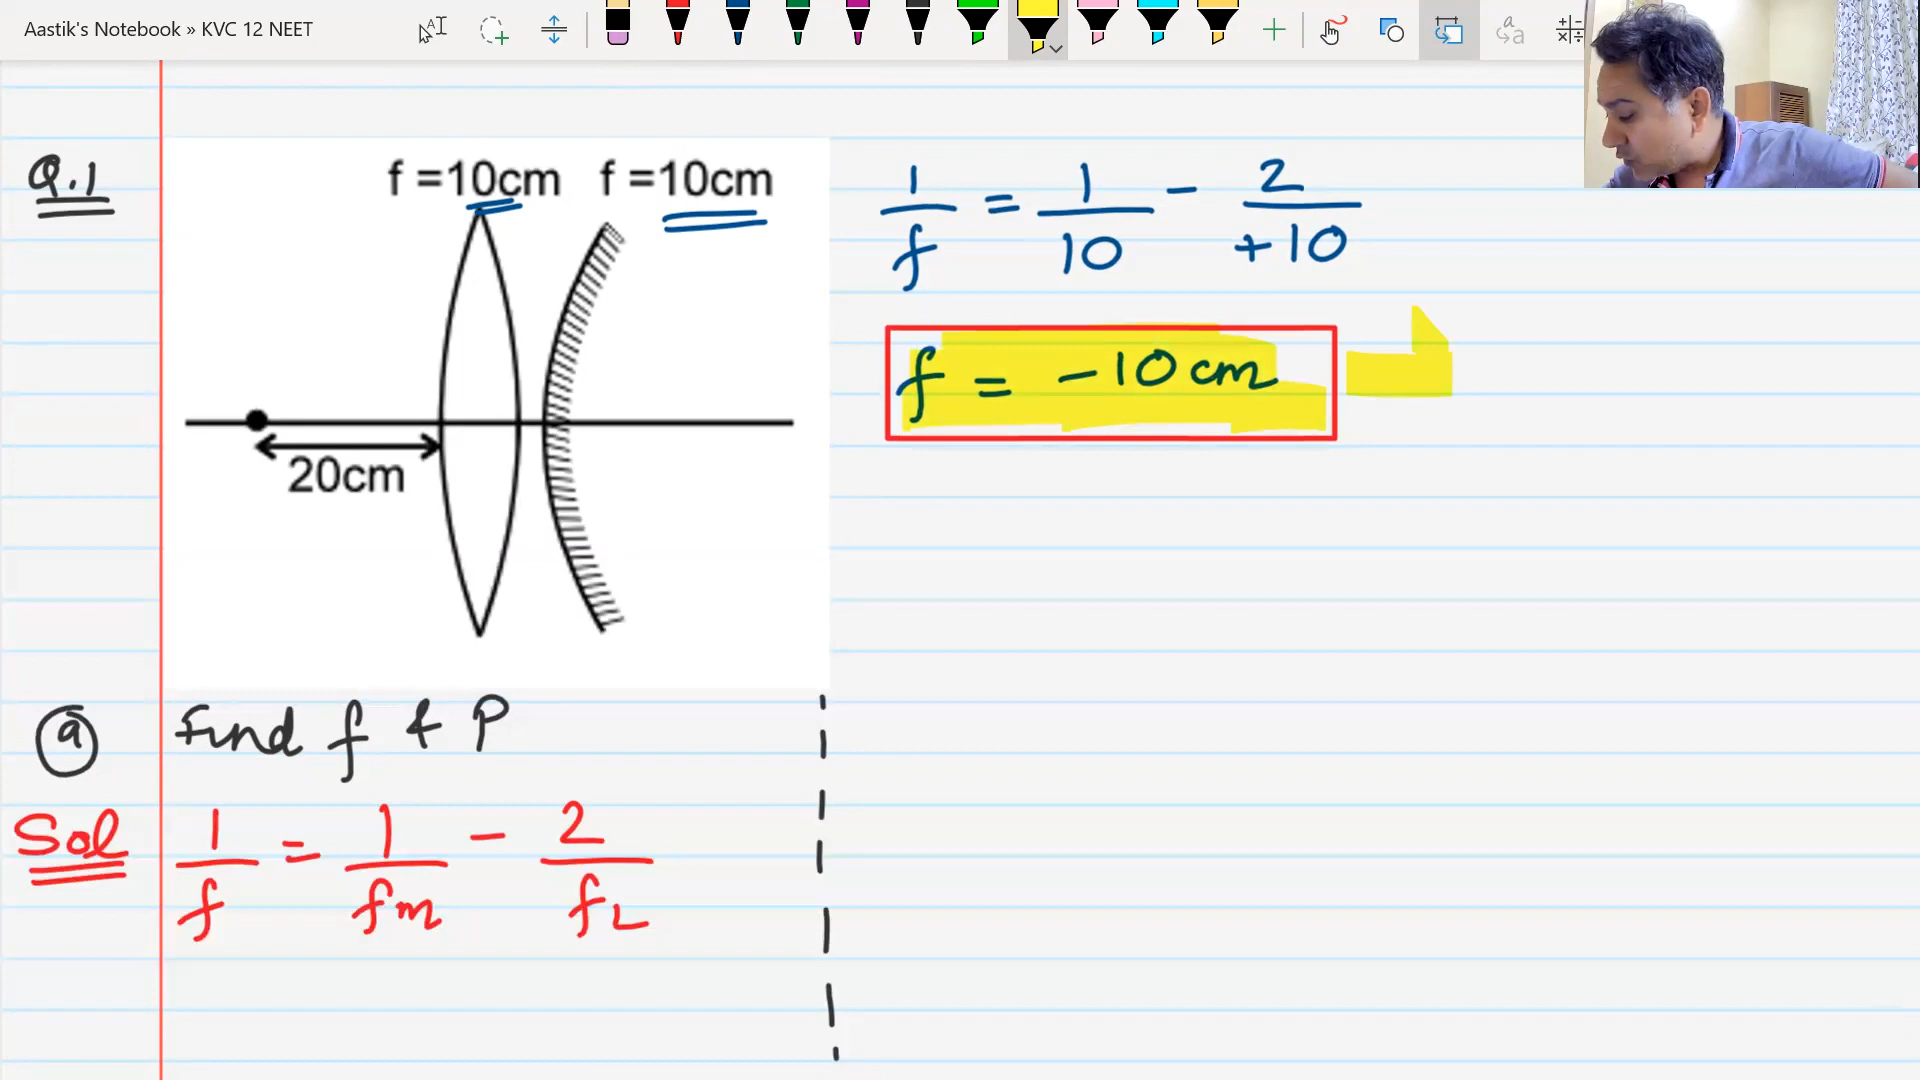 Aastik's Notebook » KVC 12 NEET
Q.1
f =10cm f =10cm
20cm
1/f = 1/10 - 2/+10
f = -10 cm
(a) Find f & P
Sol 1/f = 1/fm - 2/fL